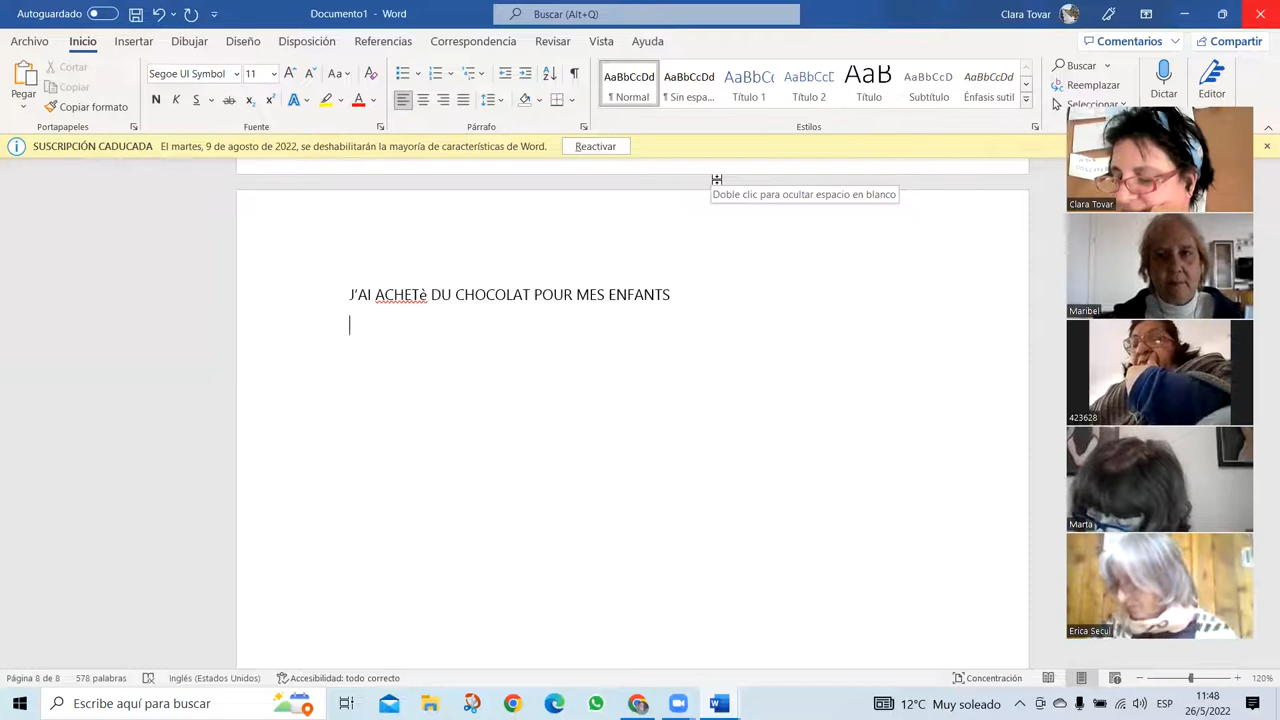 Autoguardado
Documento1 - Word
Buscar (Alt+Q)
Clara Tovar
Archivo Inicio Insertar Dibujar Diseño Disposición Referencias Correspondencia Revisar Vista Ayuda
Comentarios
Compartir
Pegar
Cortar
Copiar
Copiar formato
Portapapeles
Segoe UI Symbol 11
Aa
N K S ab x₂ x² A A
Fuente
Párrafo
AaBbCcDd
¶ Normal
AaBbCcDd
¶ Sin espa...
AaBbCc
Título 1
AaBbCcD
Título 2
AaB
Título
AaBbCcDd
Subtítulo
AaBbCcDd
Énfasis sutil
Estilos
Buscar
Reemplazar
Seleccionar
Dictar
Editor
SUSCRIPCIÓN CADUCADA El martes, 9 de agosto de 2022, se deshabilitarán la mayoría de características de Word.
Reactivar
Doble clic para ocultar espacio en blanco
J'AI ACHETè DU CHOCOLAT POUR MES ENFANTS
Clara Tovar
Maribel
423628
Marta
Erica Secul
Página 8 de 8 578 palabras Inglés (Estados Unidos) Accesibilidad: todo correcto
Concentración
120%
Escribe aquí para buscar
12°C Muy soleado
ESP
11:48
26/5/2022